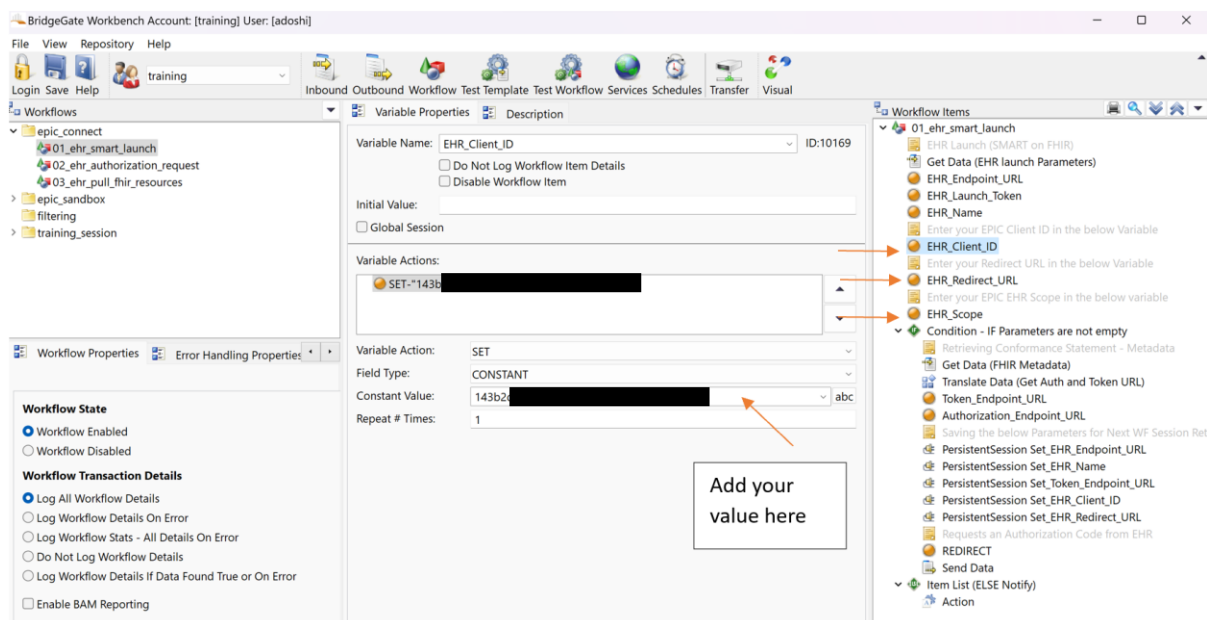 BridgeGate Workbench Account: [training] User: [adoshi]
File View Repository Help
training
Login Save Help Inbound Outbound Workflow Test Template Test Workflow Services Schedules Transfer Visual
Workflows
epic_connect
01_ehr_smart_launch
02_ehr_authorization_request
03_ehr_pull_fhir_resources
epic_sandbox
filtering
training_session
Workflow Properties Error Handling Properties
Workflow State
Workflow Enabled
Workflow Disabled
Workflow Transaction Details
Log All Workflow Details
Log Workflow Details On Error
Log Workflow Stats - All Details On Error
Do Not Log Workflow Details
Log Workflow Details If Data Found True or On Error
Enable BAM Reporting
Variable Properties Description
Variable Name: EHR_Client_ID ID:10169
Do Not Log Workflow Item Details
Disable Workflow Item
Initial Value:
Global Session
Variable Actions:
SET-"143b
Variable Action: SET
Field Type: CONSTANT
Constant Value: 143b2 abc
Repeat # Times: 1
Add your
value here
Workflow Items
01_ehr_smart_launch
EHR Launch (SMART on FHIR)
Get Data (EHR launch Parameters)
EHR_Endpoint_URL
EHR_Launch_Token
EHR_Name
Enter your EPIC Client ID in the below Variable
EHR_Client_ID
Enter your Redirect URL in the below Variable
EHR_Redirect_URL
Enter your EPIC EHR Scope in the below variable
EHR_Scope
Condition - IF Parameters are not empty
Retrieving Conformance Statement - Metadata
Get Data (FHIR Metadata)
Translate Data (Get Auth and Token URL)
Token_Endpoint_URL
Authorization_Endpoint_URL
Saving the below Parameters for Next WF Session Ret
PersistentSession Set_EHR_Endpoint_URL
PersistentSession Set_EHR_Name
PersistentSession Set_Token_Endpoint_URL
PersistentSession Set_EHR_Client_ID
PersistentSession Set_EHR_Redirect_URL
Requests an Authorization Code from EHR
REDIRECT
Send Data
Item List (ELSE Notify)
Action